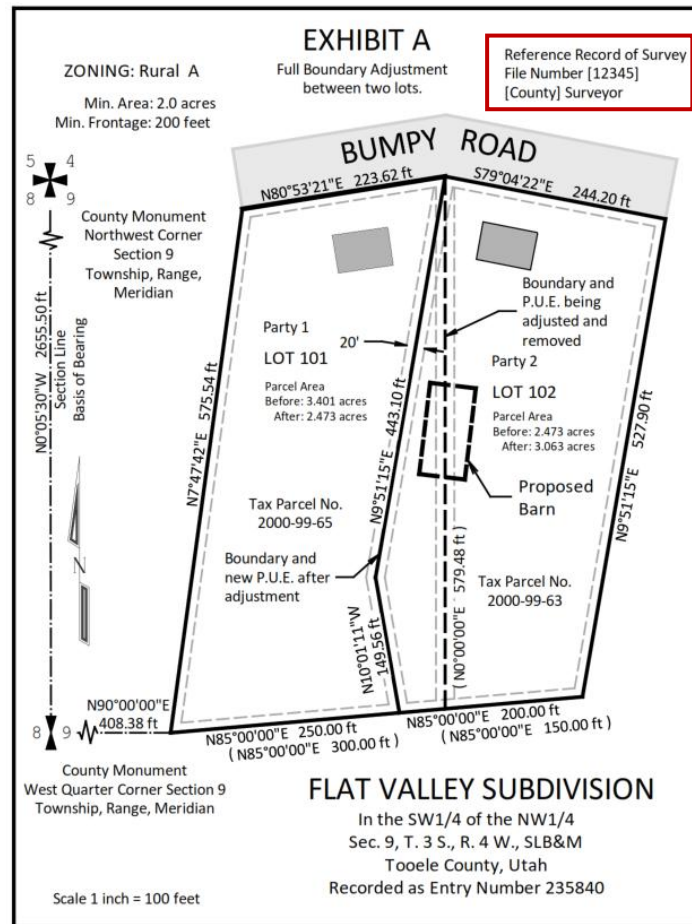 EXHIBIT A
Full Boundary Adjustment
between two lots.
Reference Record of Survey
File Number [12345]
[County] Surveyor
ZONING: Rural A
Min. Area: 2.0 acres
Min. Frontage: 200 feet
BUMPY ROAD
N80°53'21"E 223.62 ft
S79°04'22"E 244.20 ft
5 4
8 9
County Monument
Northwest Corner
Section 9
Township, Range,
Meridian
N0°05'30"W 2655.50 ft
Section Line
Basis of Bearing
N
N7°47'42"E 575.54 ft
Party 1
LOT 101
Parcel Area
Before: 3.401 acres
After: 2.473 acres
20'
Boundary and
P.U.E. being
adjusted and
removed
Party 2
LOT 102
Parcel Area
Before: 2.473 acres
After: 3.063 acres
N9°51'15"E 443.10 ft
N9°51'15"E 527.90 ft
Proposed
Barn
Tax Parcel No.
2000-99-65
Boundary and
new P.U.E. after
adjustment
( N0°00'00"E 579.48 ft )
Tax Parcel No.
2000-99-63
N10°01'11"W
149.56 ft
N90°00'00"E
408.38 ft
8 9
N85°00'00"E 250.00 ft
( N85°00'00"E 300.00 ft )
N85°00'00"E 200.00 ft
( N85°00'00"E 150.00 ft )
County Monument
West Quarter Corner Section 9
Township, Range, Meridian
FLAT VALLEY SUBDIVISION
In the SW1/4 of the NW1/4
Sec. 9, T. 3 S., R. 4 W., SLB&M
Tooele County, Utah
Recorded as Entry Number 235840
Scale 1 inch = 100 feet